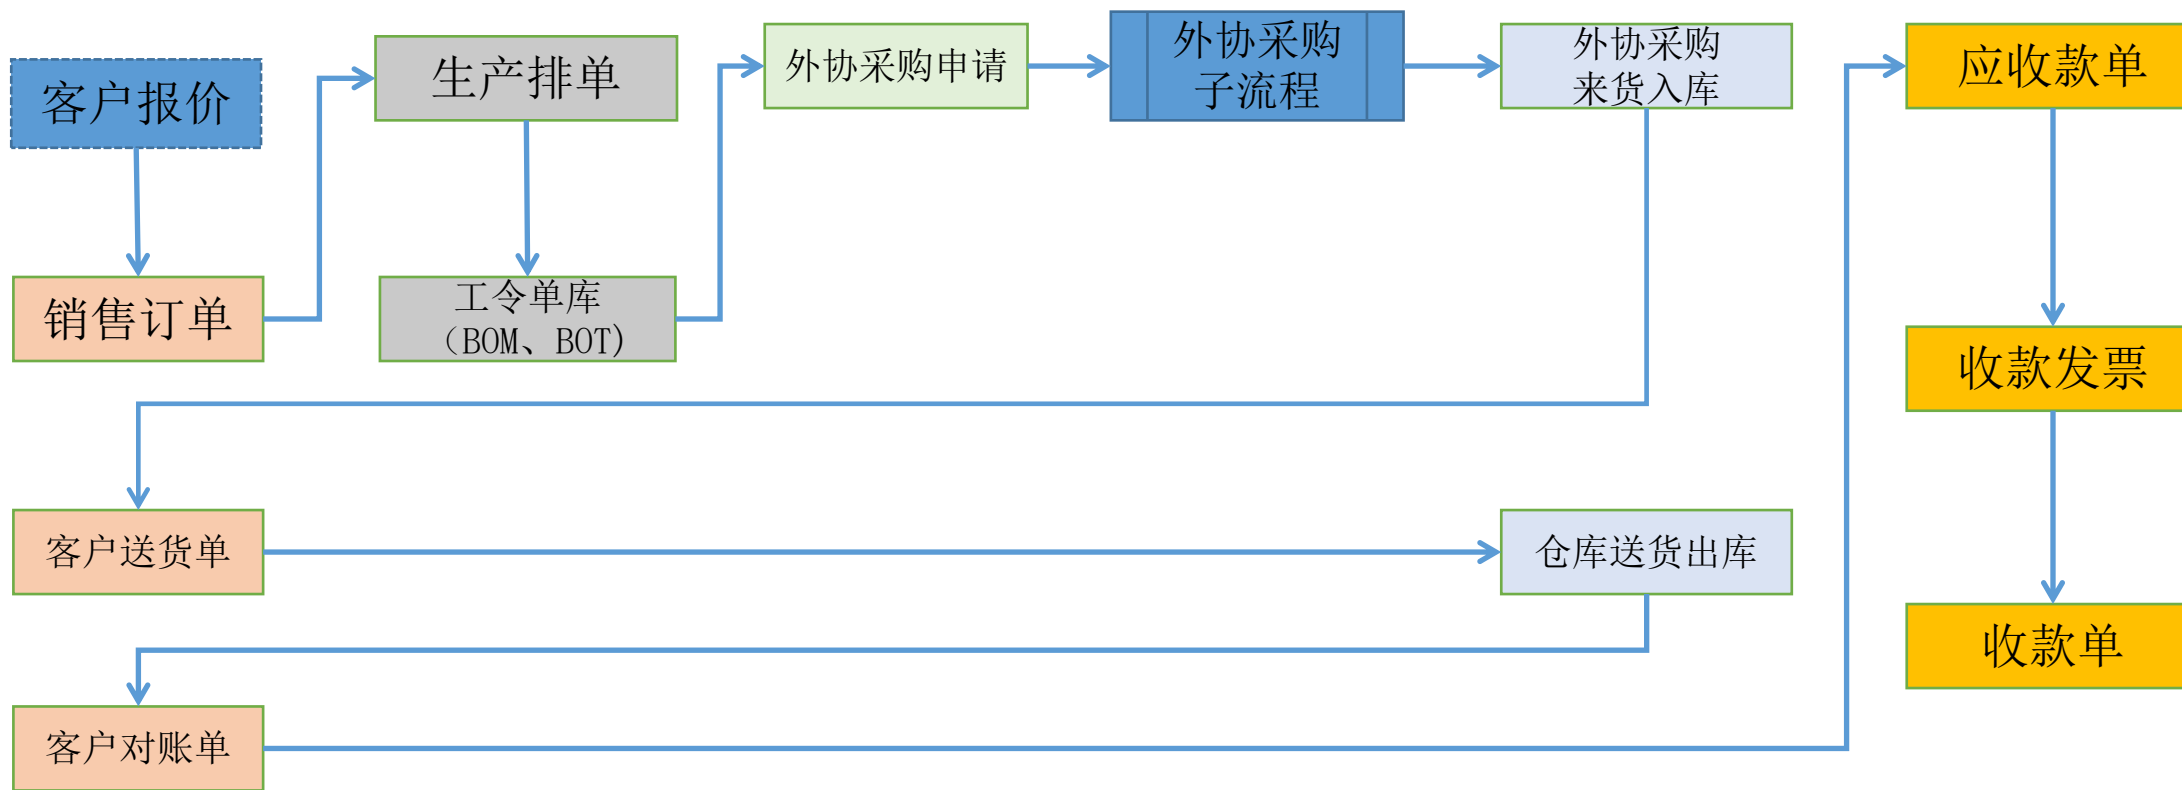 客户报价
生产排单
外协采购申请
外协采购
子流程
外协采购
来货入库
应收款单
销售订单
工令单库
（BOM、BOT)
收款发票
客户送货单
仓库送货出库
收款单
客户对账单